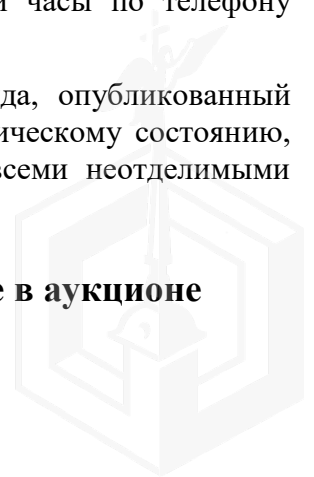 и часы по телефону
да, опубликованный
ическому состоянию,
всеми неотделимыми
е в аукционе